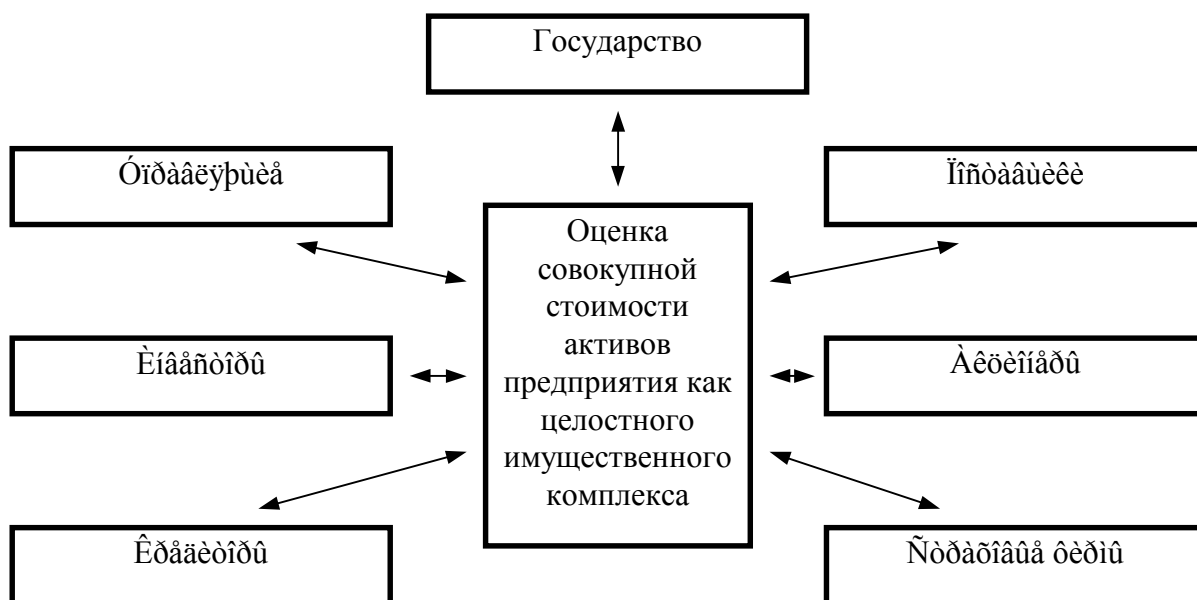 Государство
Óïðàâëÿþùèå
Ïîñòàâùèêè
Оценка
совокупной
стоимости
активов
предприятия как
целостного
имущественного
комплекса
Èíâåñòîðû
Àêöèîíåðû
Êðåäèòîðû
Ñòðàõîâûå ôèðìû